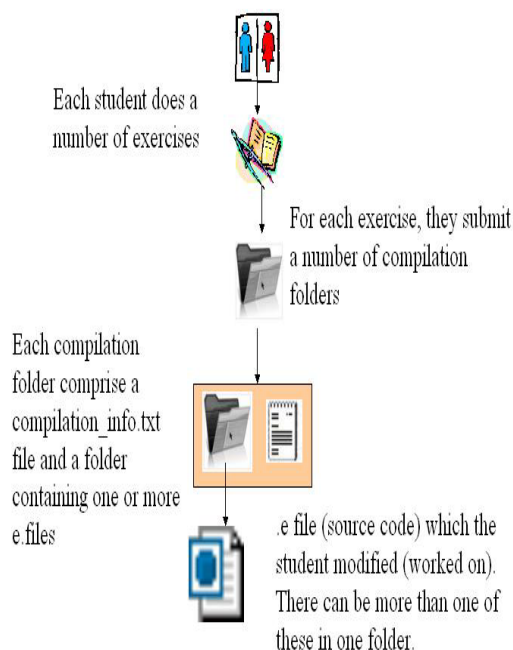 Each student does a
number of exercises
For each exercise, they submit
a number of compilation
folders
Each compilation
folder comprise a
compilation_info.txt
file and a folder
containing one or more
e.files
.e file (source code) which the
student modified (worked on).
There can be more than one of
these in one folder.